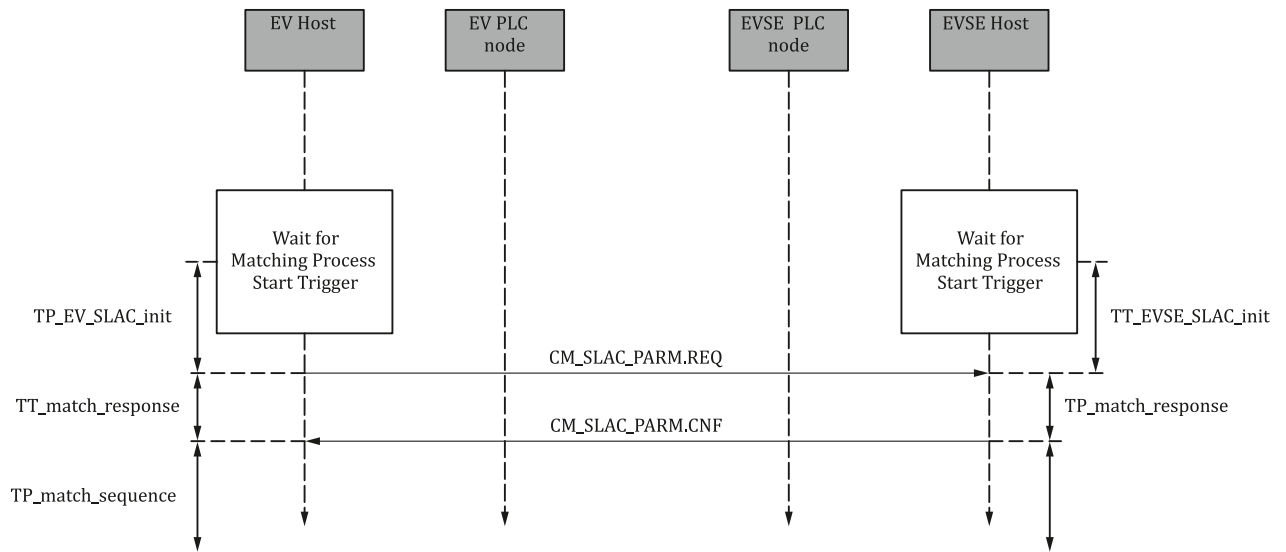 EV Host
EV PLC
node
EVSE PLC
node
EVSE Host
Wait for
Matching Process
Start Trigger
Wait for
Matching Process
Start Trigger
TP_EV_SLAC_init
TT_EVSE_SLAC_init
CM_SLAC_PARM.REQ
TT_match_response
TP_match_response
CM_SLAC_PARM.CNF
TP_match_sequence